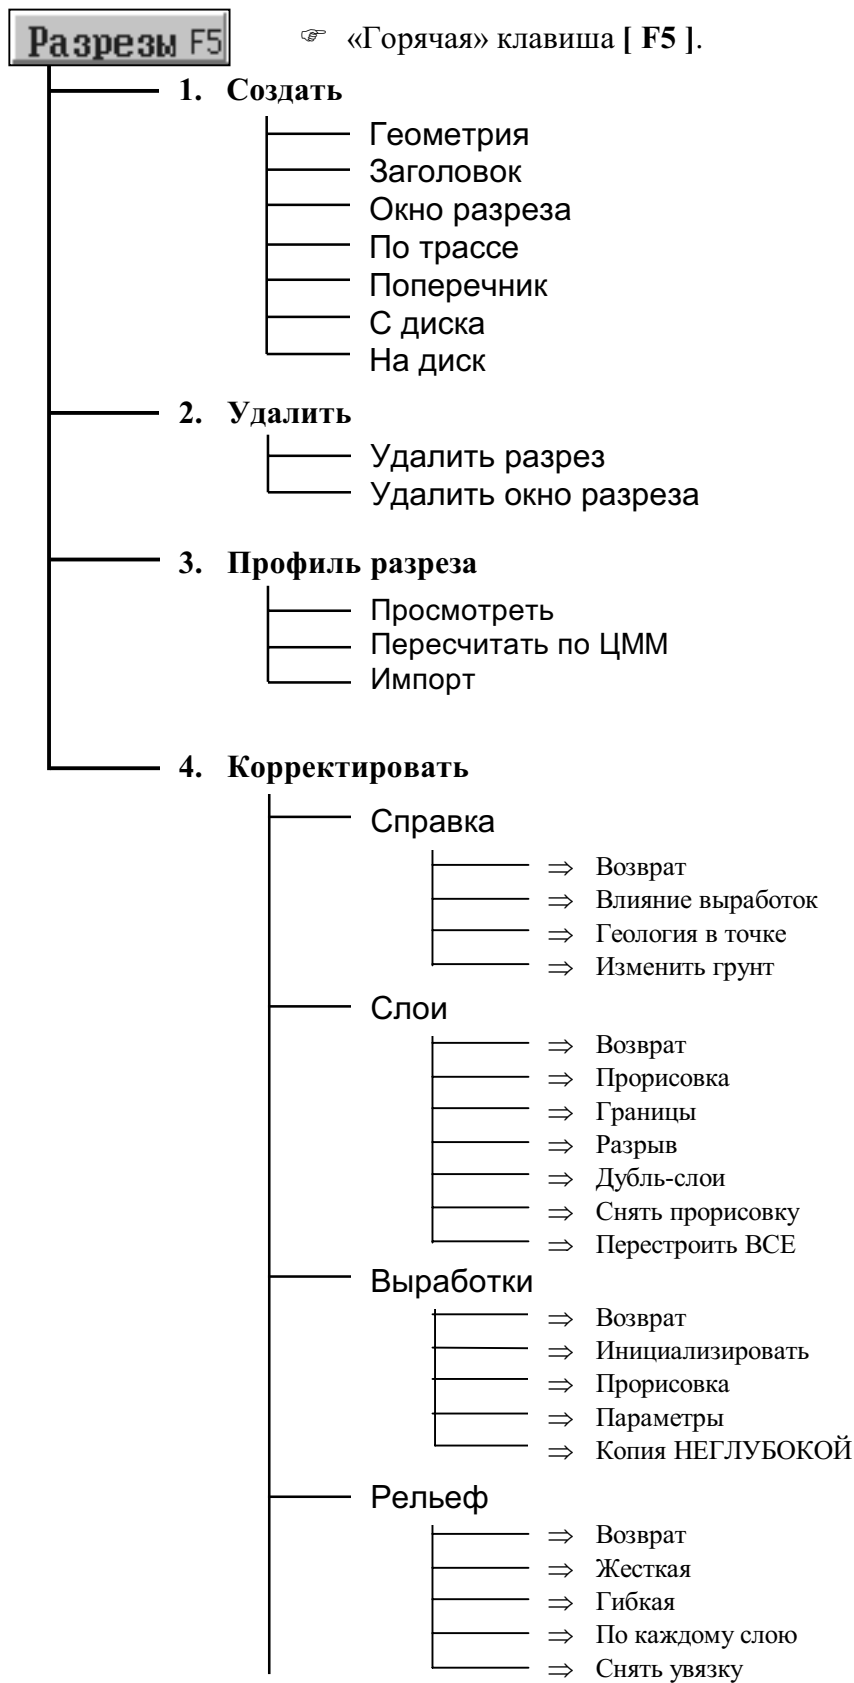 Разрезы F5 ☞ «Горячая» клавиша [ F5 ].
1. Создать
Геометрия
Заголовок
Окно разреза
По трассе
Поперечник
С диска
На диск
2. Удалить
Удалить разрез
Удалить окно разреза
3. Профиль разреза
Просмотреть
Пересчитать по ЦММ
Импорт
4. Корректировать
Справка
⇒ Возврат
⇒ Влияние выработок
⇒ Геология в точке
⇒ Изменить грунт
Слои
⇒ Возврат
⇒ Прорисовка
⇒ Границы
⇒ Разрыв
⇒ Дубль-слои
⇒ Снять прорисовку
⇒ Перестроить ВСЕ
Выработки
⇒ Возврат
⇒ Инициализировать
⇒ Прорисовка
⇒ Параметры
⇒ Копия НЕГЛУБОКОЙ
Рельеф
⇒ Возврат
⇒ Жесткая
⇒ Гибкая
⇒ По каждому слою
⇒ Снять увязку